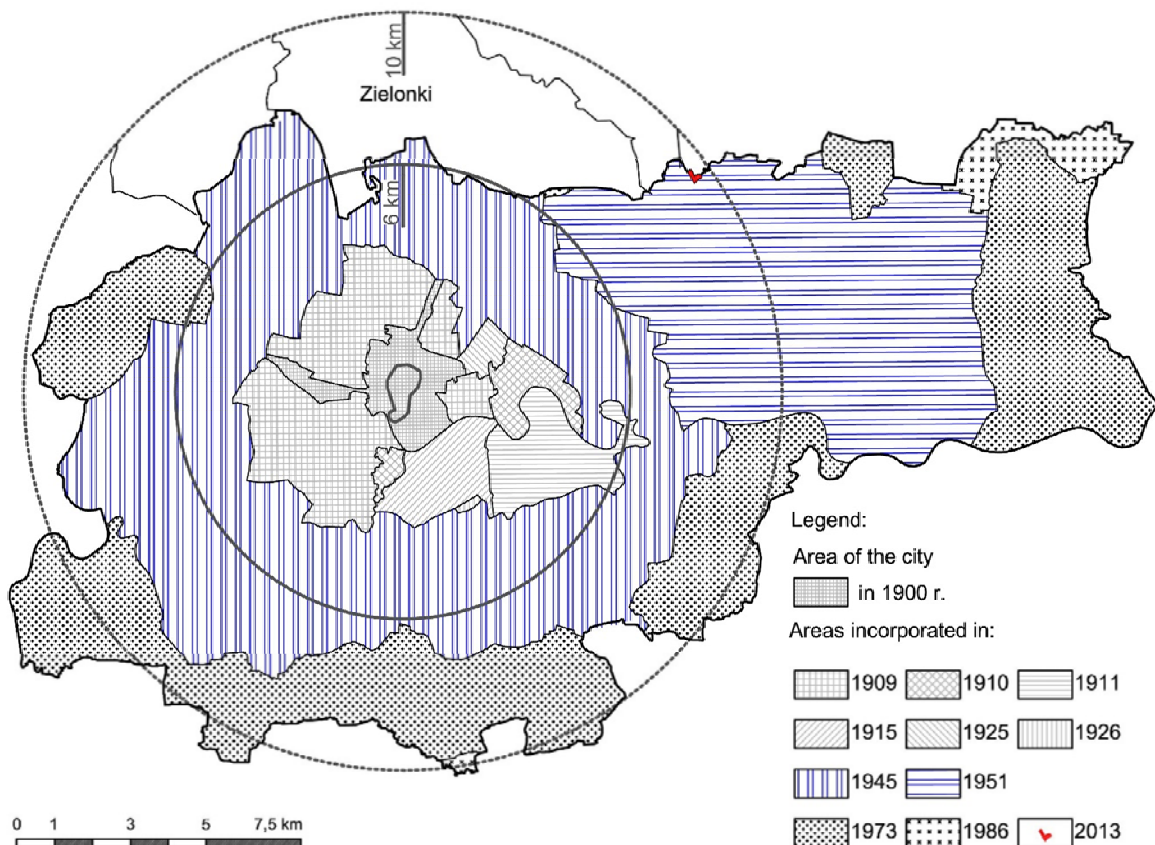 10 km
Zielonki
6 km
Legend:
Area of the city
in 1900 r.
Areas incorporated in:
1909 1910 1911
1915 1925 1926
1945 1951
1973 1986 2013
0 1 3 5 7,5 km